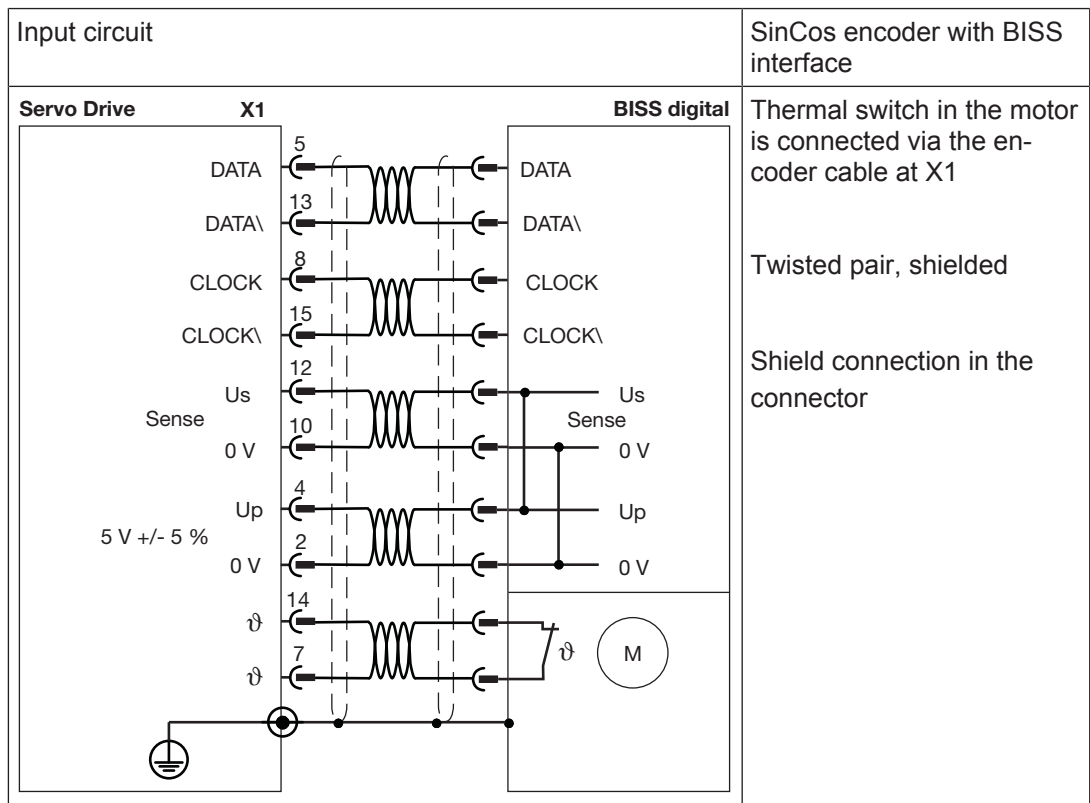 Input circuit
SinCos encoder with BISS
interface
Servo Drive X1 BISS digital
Thermal switch in the motor
is connected via the en-
coder cable at X1
Twisted pair, shielded
Shield connection in the
connector
DATA 5 DATA
DATA\ 13 DATA\
CLOCK 8 CLOCK
CLOCK\ 15 CLOCK\
Us 12 Us
Sense Sense
0 V 10 0 V
Up 4 Up
5 V +/- 5 %
0 V 2 0 V
ϑ 14
ϑ M
ϑ 7